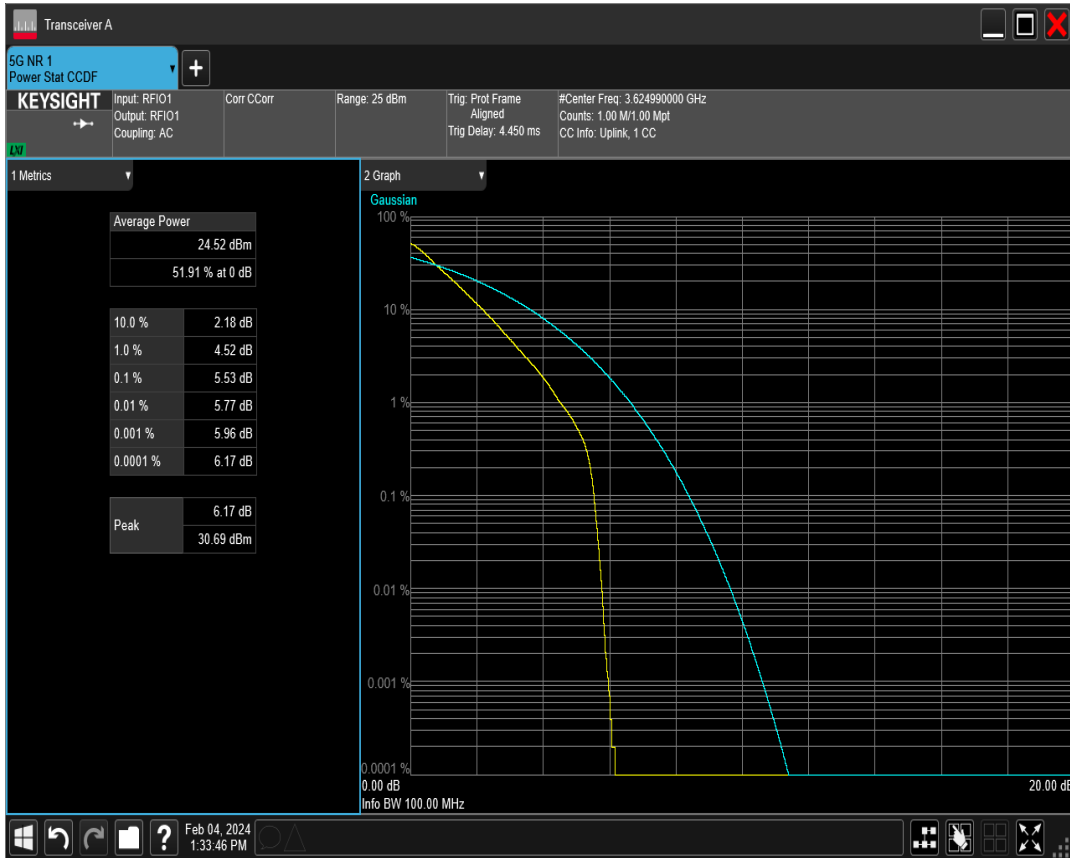 Transceiver A
5G NR 1
Power Stat CCDF
KEYSIGHT
LXI
Input: RFIO1
Output: RFIO1
Coupling: AC
Corr CCorr
Range: 25 dBm
Trig: Prot Frame
Aligned
Trig Delay: 4.450 ms
#Center Freq: 3.624990000 GHz
Counts: 1.00 M/1.00 Mpt
CC Info: Uplink, 1 CC
1 Metrics
Average Power
24.52 dBm
51.91 % at 0 dB
10.0 % 2.18 dB
1.0 % 4.52 dB
0.1 % 5.53 dB
0.01 % 5.77 dB
0.001 % 5.96 dB
0.0001 % 6.17 dB
Peak
6.17 dB
30.69 dBm
2 Graph
Gaussian
100 %
10 %
1 %
0.1 %
0.01 %
0.001 %
0.0001 %
0.00 dB 20.00 dB
Info BW 100.00 MHz
?
Feb 04, 2024
1:33:46 PM